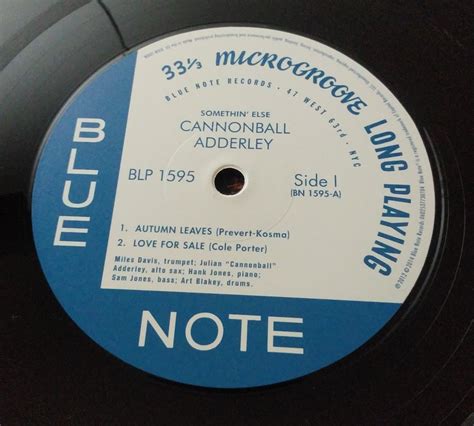 33⅓ MICROGROOVE LONG PLAYING
BLUE NOTE RECORDS · 47 WEST 63rd · NYC
SOMETHIN' ELSE
CANNONBALL
ADDERLEY
BLP 1595
Side I
(BN 1595-A)
1. AUTUMN LEAVES (Prevert-Kosma)
2. LOVE FOR SALE (Cole Porter)
Miles Davis, trumpet; Julian "Cannonball"
Adderley, alto sax; Hank Jones, piano;
Sam Jones, bass; Art Blakey, drums.
BLUE
NOTE